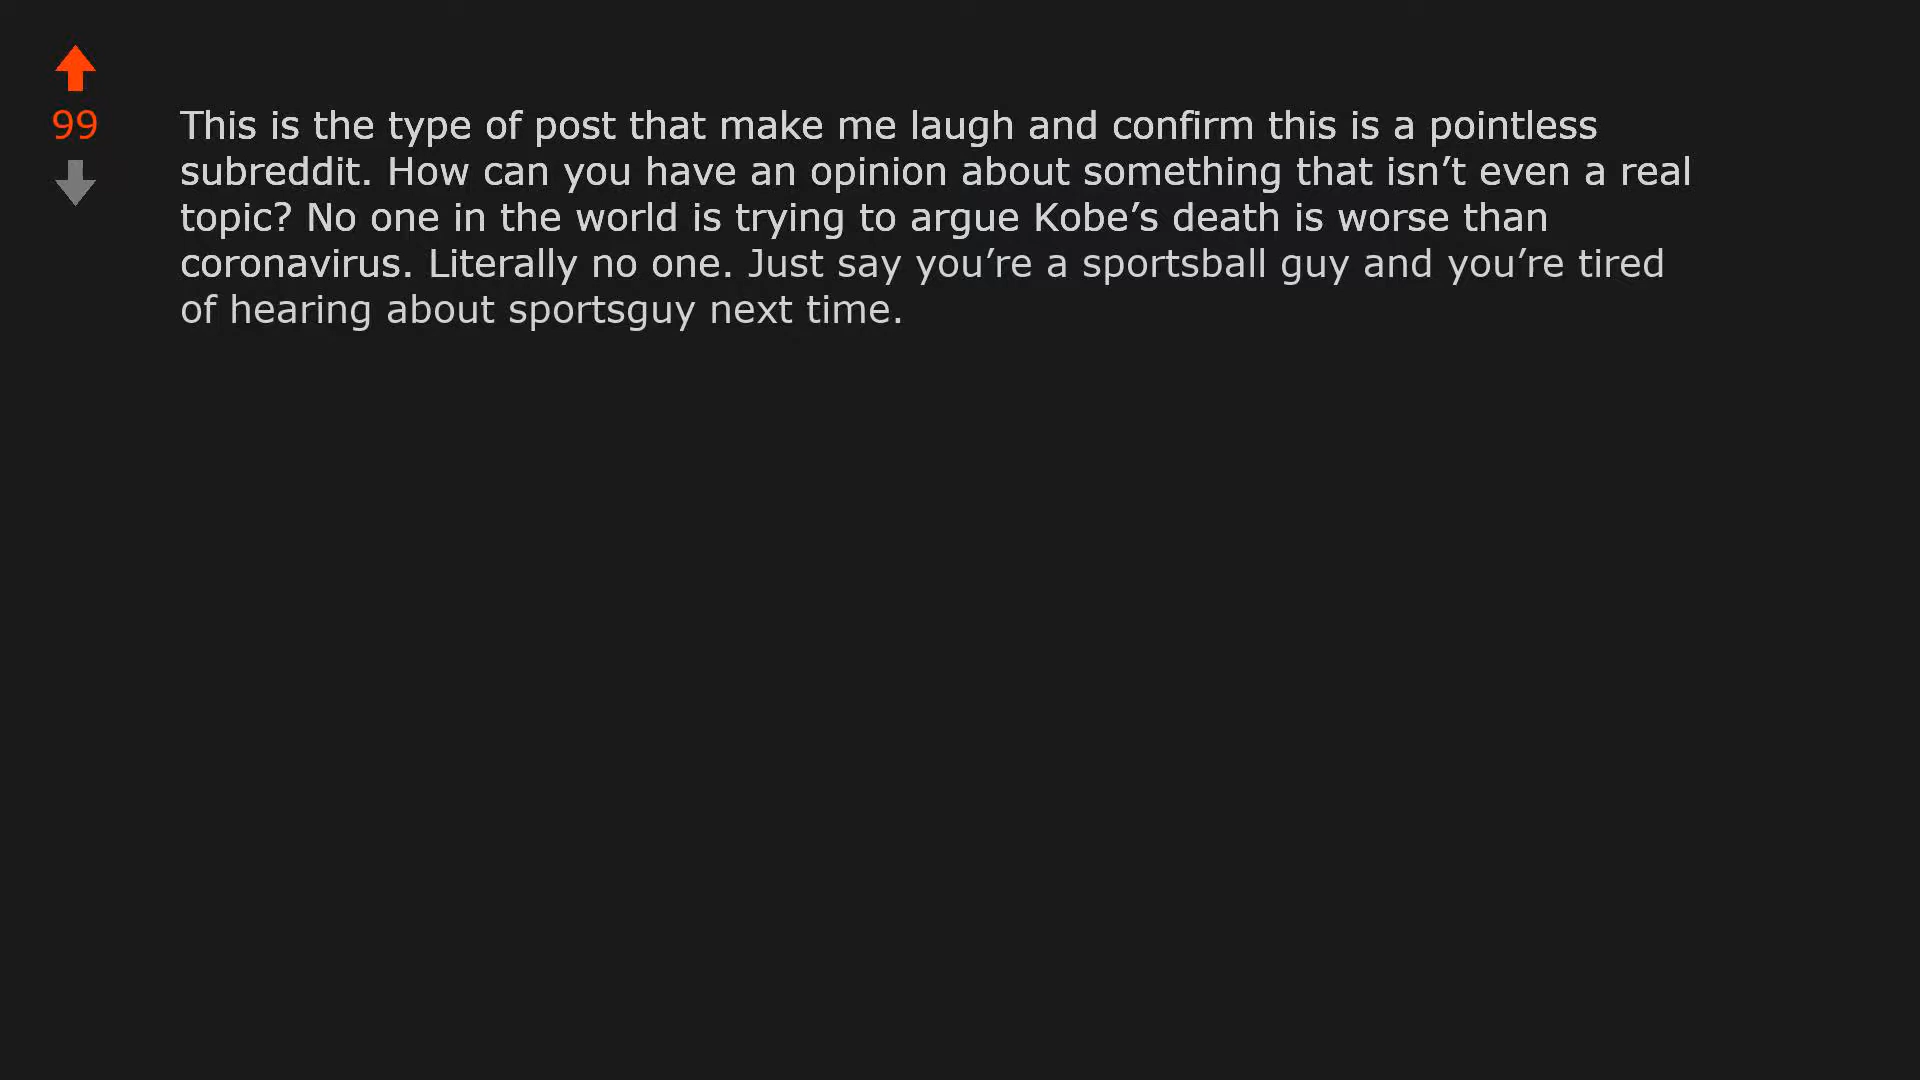 99
This is the type of post that make me laugh and confirm this is a pointless
subreddit. How can you have an opinion about something that isn’t even a real
topic? No one in the world is trying to argue Kobe’s death is worse than
coronavirus. Literally no one. Just say you’re a sportsball guy and you’re tired
of hearing about sportsguy next time.